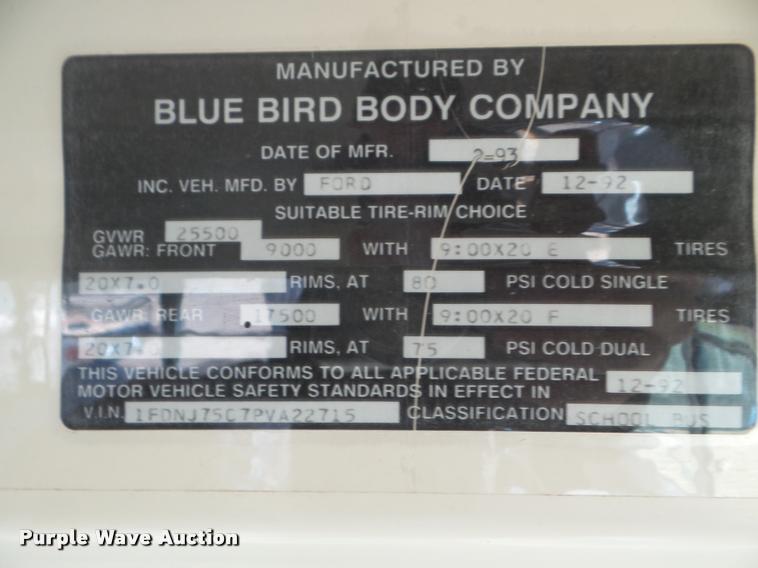 MANUFACTURED BY
BLUE BIRD BODY COMPANY
DATE OF MFR. 2-93
INC. VEH. MFD. BY FORD DATE 12-92
SUITABLE TIRE-RIM CHOICE
GVWR 25500
GAWR: FRONT 9000 WITH 9:00X20 E TIRES
20X7.0 RIMS, AT 80 PSI COLD SINGLE
GAWR: REAR 17500 WITH 9:00X20 F TIRES
20X7.0 RIMS, AT 75 PSI COLD DUAL
THIS VEHICLE CONFORMS TO ALL APPLICABLE FEDERAL
MOTOR VEHICLE SAFETY STANDARDS IN EFFECT IN 12-92
V.I.N. 1FDNJ75C7PVA22715 CLASSIFICATION SCHOOL BUS
Purple Wave Auction